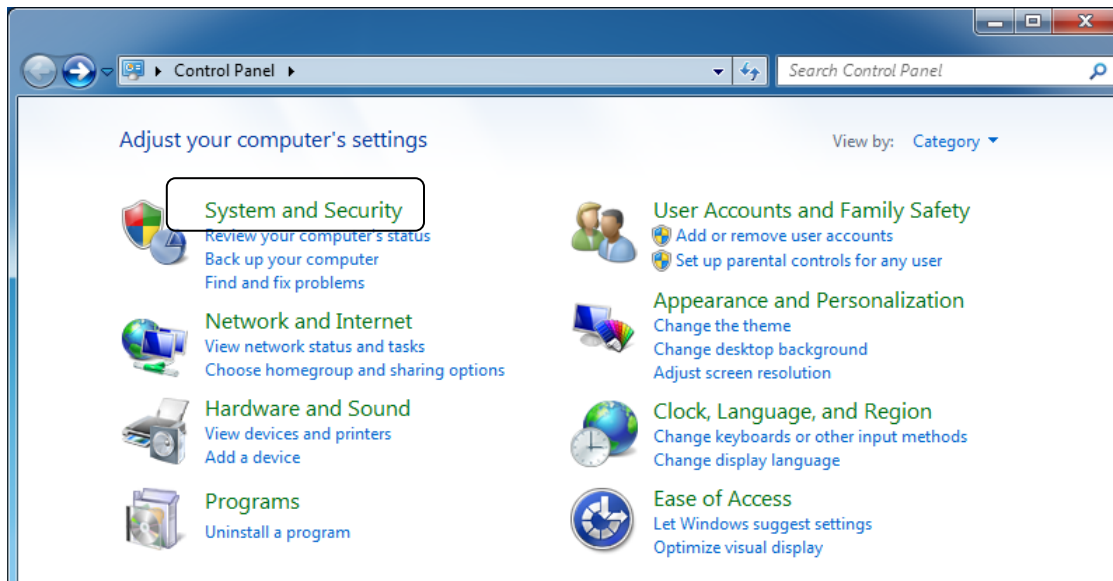 Control Panel
Search Control Panel
Adjust your computer's settings
View by: Category
System and Security
Review your computer's status
Back up your computer
Find and fix problems
Network and Internet
View network status and tasks
Choose homegroup and sharing options
Hardware and Sound
View devices and printers
Add a device
Programs
Uninstall a program
User Accounts and Family Safety
Add or remove user accounts
Set up parental controls for any user
Appearance and Personalization
Change the theme
Change desktop background
Adjust screen resolution
Clock, Language, and Region
Change keyboards or other input methods
Change display language
Ease of Access
Let Windows suggest settings
Optimize visual display